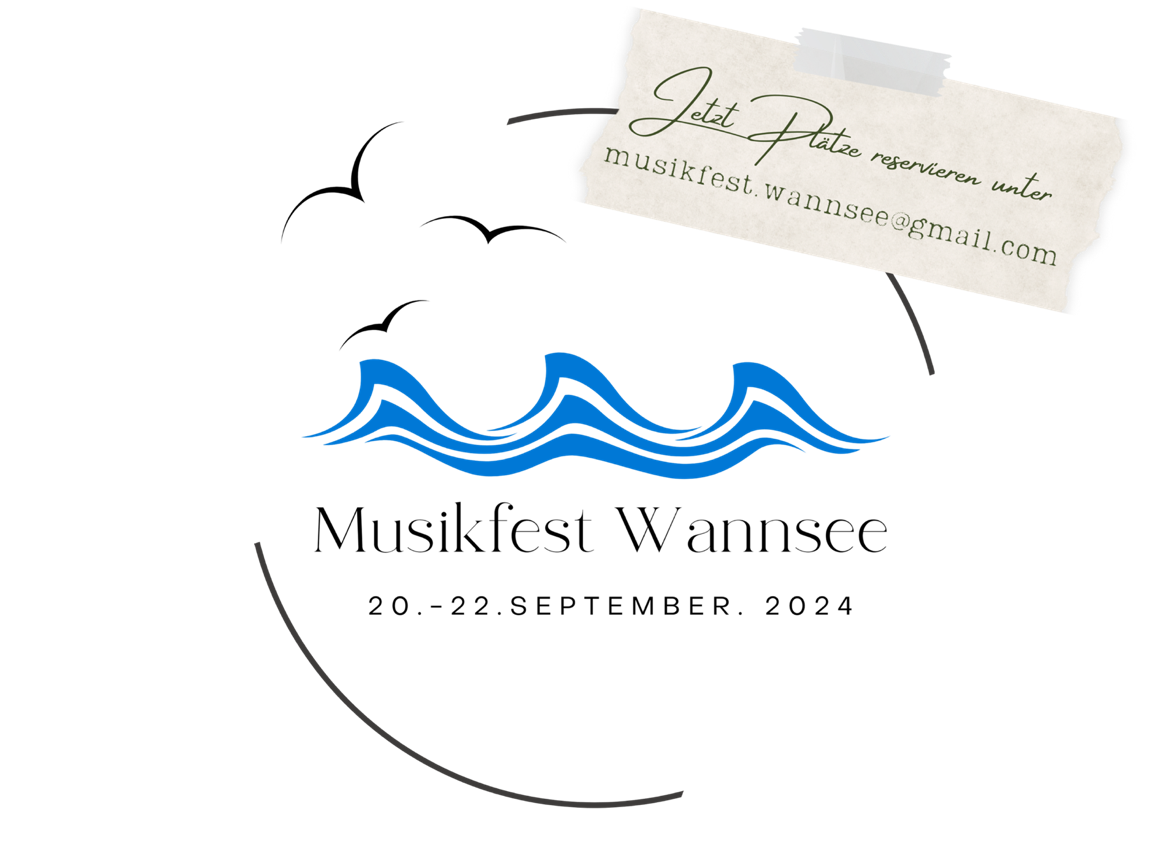 Jetzt Plätze reservieren unter
musikfest.wannsee@gmail.com
Musikfest Wannsee
20.-22.SEPTEMBER. 2024